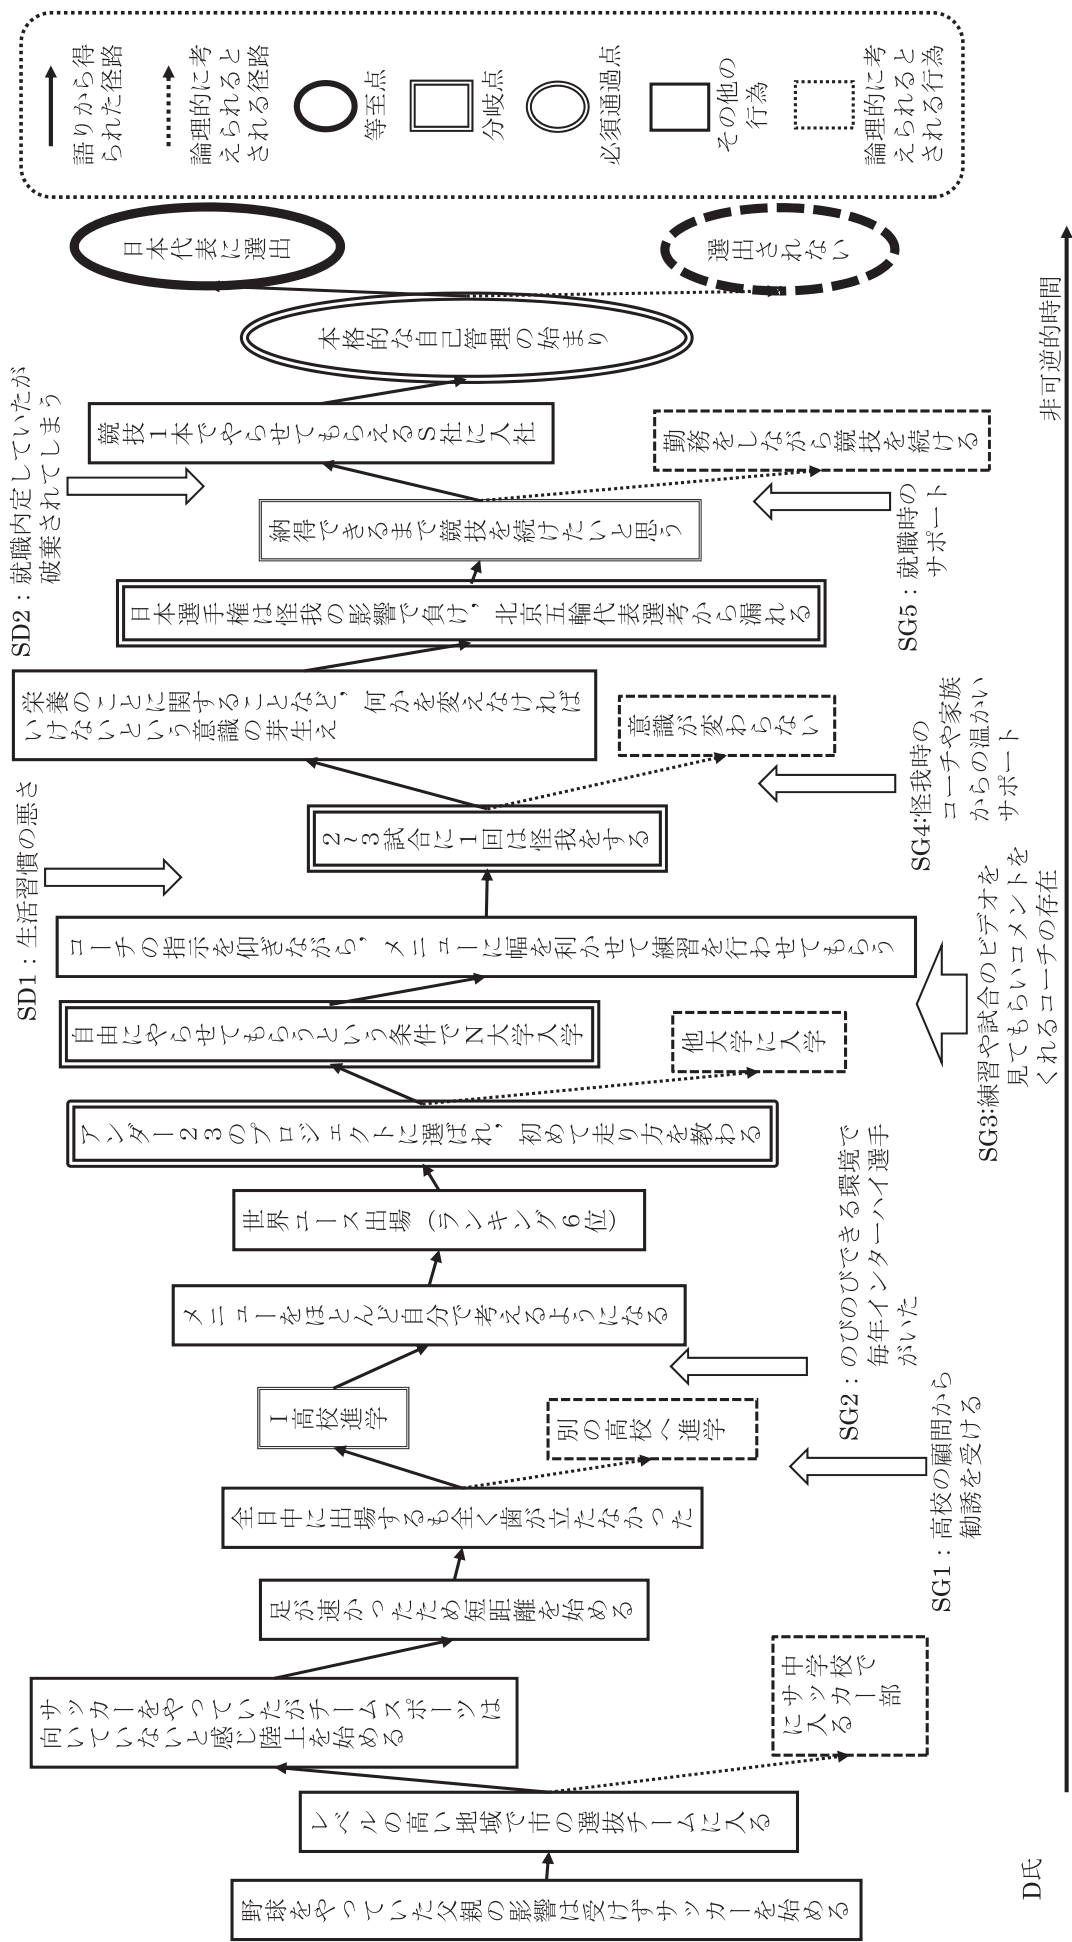 野球をやっていた父親の影響は受けずサッカーを始める
レベルの高い地域で市の選抜チームに入る
サッカーをやっていたがチームスポーツは
向いていないと感じ陸上を始める
中学校で
サッカー部
に入る
足が速かったため短距離を始める
全日中に出場するも全く歯が立たなかった
SG1：高校の顧問から
勧誘を受ける
I高校進学
別の高校へ進学
SG2：のびのびできる環境で
毎年インターハイ選手
がいた
メニューをほとんど自分で考えるようになる
世界ユース出場（ランキング6位）
アンダー23のプロジェクトに選ばれ，初めて走り方を教わる
自由にやらせてもらうという条件でN大学入学
他大学に入学
SG3:練習や試合のビデオを
見てもらいコメントを
くれるコーチの存在
コーチの指示を仰ぎながら，メニューに幅を利かせて練習を行わせてもらう
SD1：生活習慣の悪さ
2~3試合に1回は怪我をする
SG4:怪我時の
コーチや家族
からの温かい
サポート
栄養のことに関することなど，何かを変えなければ
いけないという意識の芽生え
意識が変わらない
日本選手権は怪我の影響で負け，北京五輪代表選考から漏れる
納得できるまで競技を続けたいと思う
SD2：就職内定していたが
破棄されてしまう
SG5：就職時の
サポート
競技1本でやらせてもらえるS社に入社
勤務をしながら競技を続ける
本格的な自己管理の始まり
日本代表に選出
選出されない
D氏
非可逆的時間
語りから得
られた径路
論理的に考
えられると
される径路
等至点
分岐点
必須通過点
その他の
行為
論理的に考
えられると
される行為